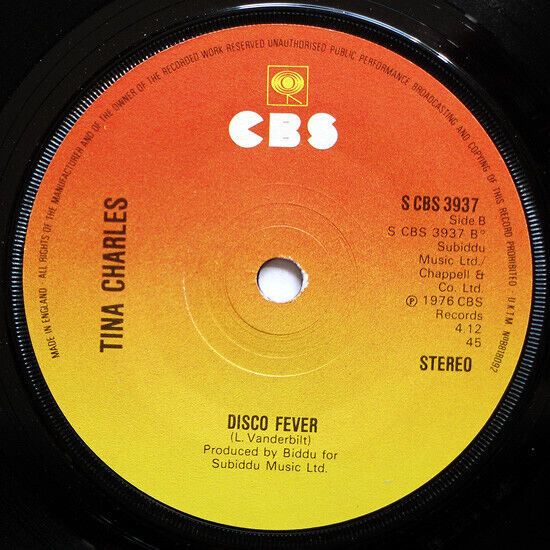 ALL RIGHTS OF THE MANUFACTURER AND OF THE OWNER OF THE RECORDED WORK RESERVED UNAUTHORISED PUBLIC PERFORMANCE BROADCASTING AND COPYING OF THIS RECORD PROHIBITED · U.K.T.M. Nº888092
MADE IN ENGLAND
CBS
TINA CHARLES
S CBS 3937
Side B
S CBS 3937 B°
Subiddu
Music Ltd./
Chappell &
Co. Ltd.
℗ 1976 CBS
Records
4.12
45
STEREO
DISCO FEVER
(L. Vanderbilt)
Produced by Biddu for
Subiddu Music Ltd.